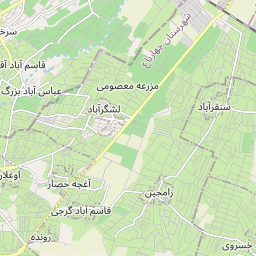 سرخ
شهرستان چهارباغ
قاسم آباد آقا
مزرعه معصومی
عباس آباد بزرگ
لشگرآباد
سنقرآباد
اوغلان
آغچه حصار
رامجین
قاسم آباد گرجی
رونده
خسروی